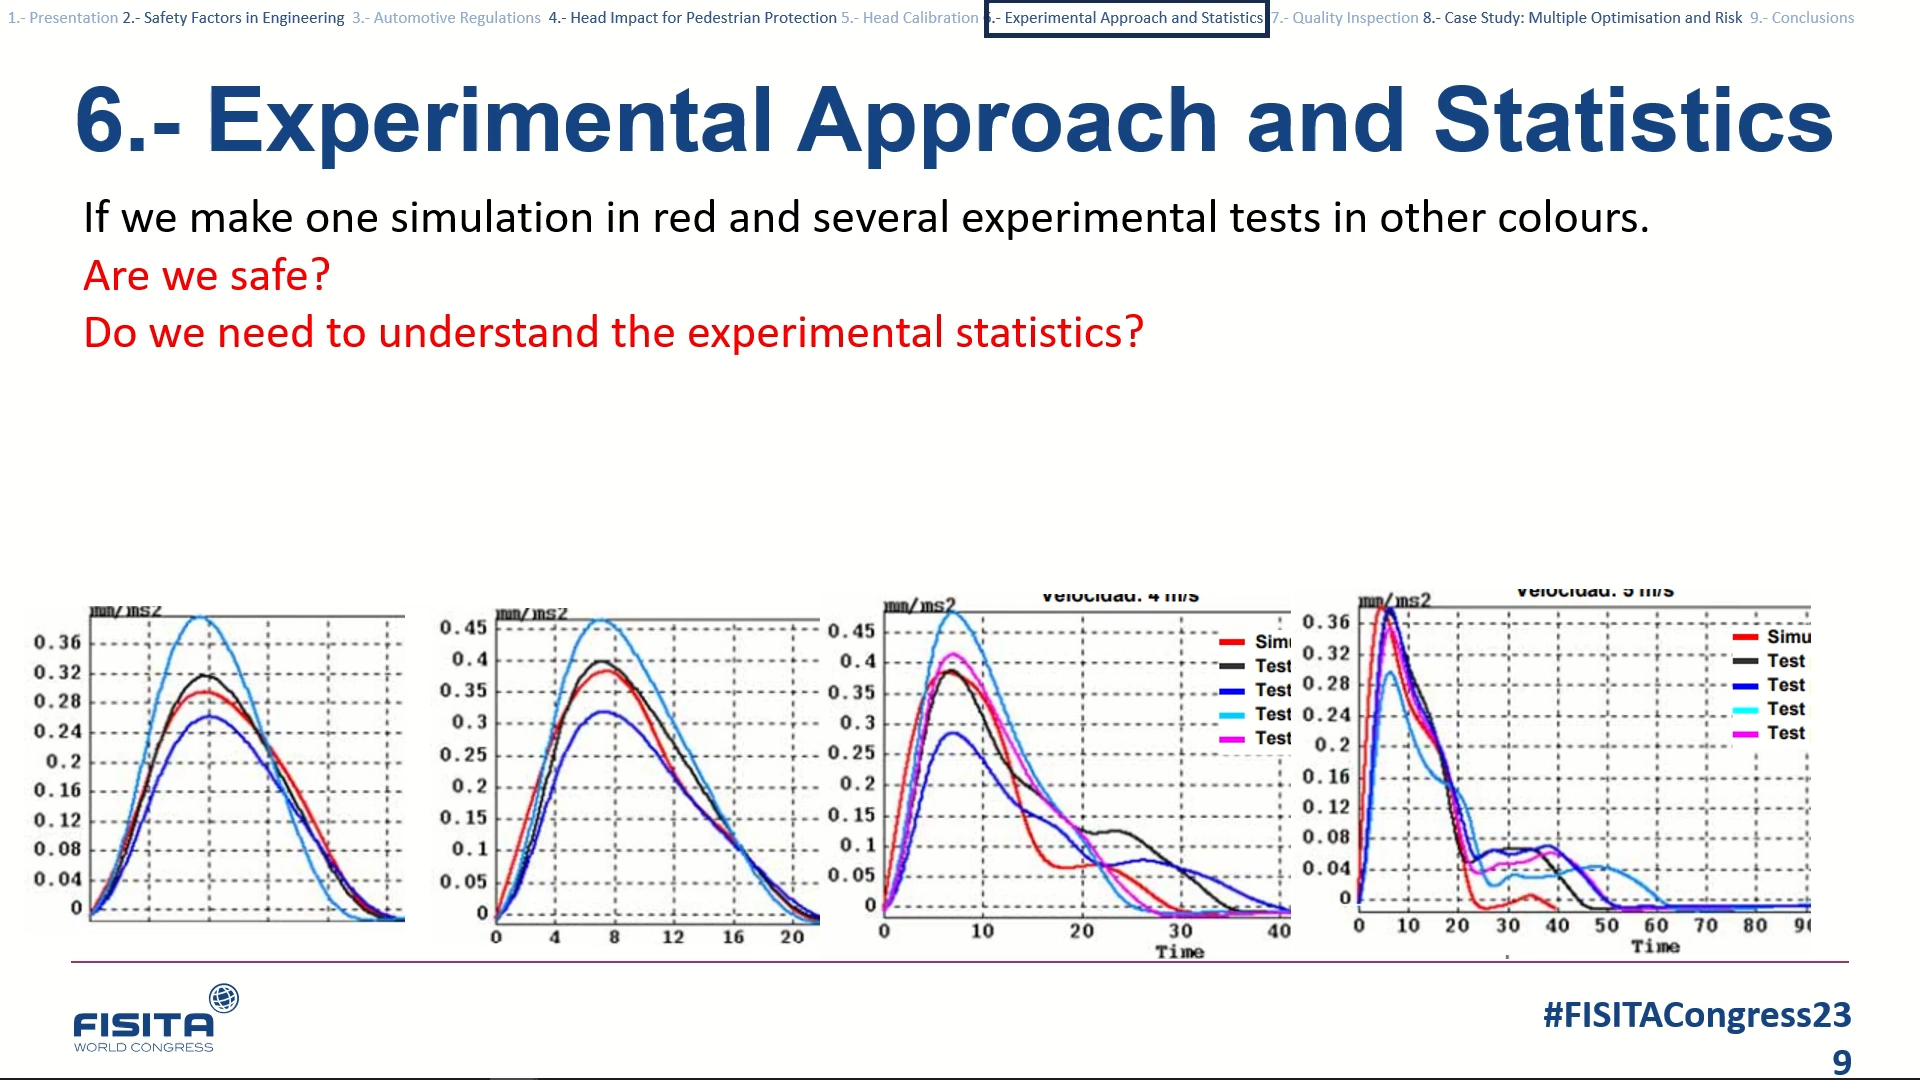 1.- Presentation 2.- Safety Factors in Engineering 3.- Automotive Regulations 4.- Head Impact for Pedestrian Protection 5.- Head Calibration 6.- Experimental Approach and Statistics 7.- Quality Inspection 8.- Case Study: Multiple Optimisation and Risk 9.- Conclusions
6.- Experimental Approach and Statistics
If we make one simulation in red and several experimental tests in other colours.
Are we safe?
Do we need to understand the experimental statistics?
mm/ms2
0.36
0.32
0.28
0.24
0.2
0.16
0.12
0.08
0.04
0
mm/ms2
0.45
0.4
0.35
0.3
0.25
0.2
0.15
0.1
0.05
0
0 4 8 12 16 20
Velocidad: 4 m/s
mm/ms2
0.45
0.4
0.35
0.3
0.25
0.2
0.15
0.1
0.05
0
Simu
Test
Test
Test
Test
0 10 20 30 40
Time
Velocidad: 5 m/s
mm/ms2
0.36
0.32
0.28
0.24
0.2
0.16
0.12
0.08
0.04
0
Simu
Test
Test
Test
Test
0 10 20 30 40 50 60 70 80
Time
FISITA
WORLD CONGRESS
#FISITACongress23
9